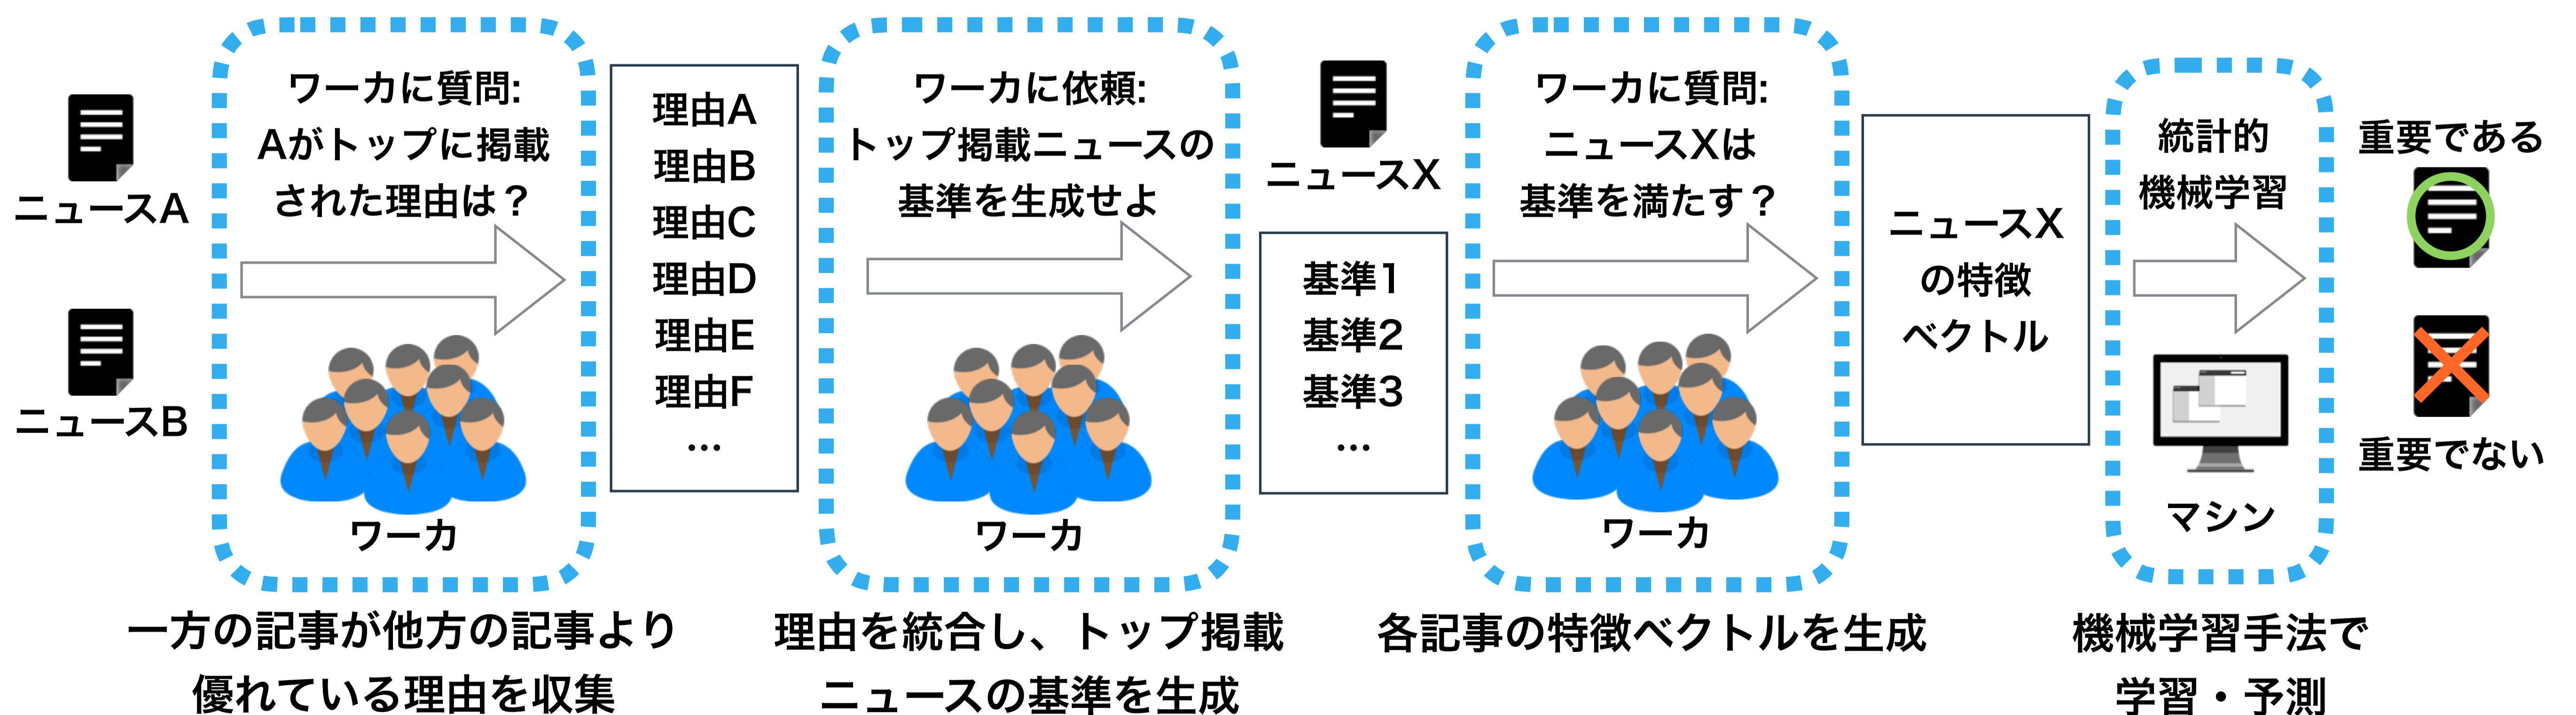 ニュースA
ニュースB
ワーカに質問:
Aがトップに掲載
された理由は？
ワーカ
一方の記事が他方の記事より
優れている理由を収集
理由A
理由B
理由C
理由D
理由E
理由F
...
ワーカに依頼:
トップ掲載ニュースの
基準を生成せよ
ワーカ
理由を統合し、トップ掲載
ニュースの基準を生成
ニュースX
基準1
基準2
基準3
...
ワーカに質問:
ニュースXは
基準を満たす？
ワーカ
各記事の特徴ベクトルを生成
ニュースX
の特徴
ベクトル
統計的
機械学習
マシン
機械学習手法で
学習・予測
重要である
重要でない